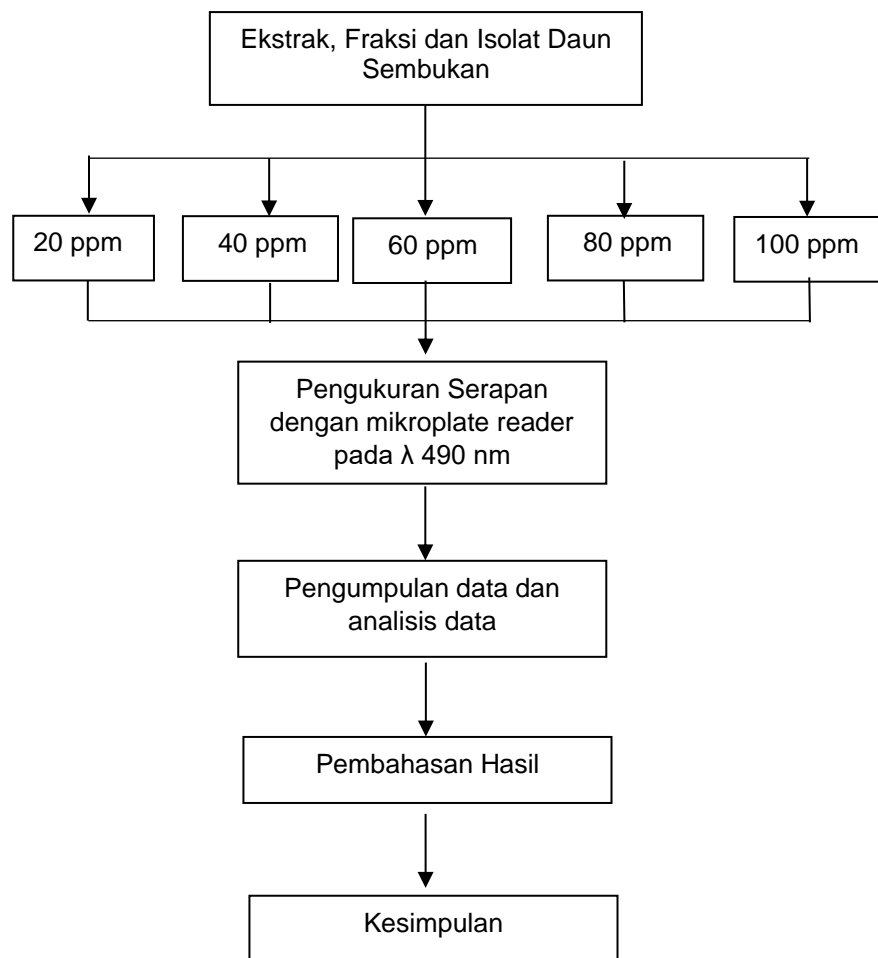 Ekstrak, Fraksi dan Isolat Daun
Sembukan
20 ppm
40 ppm
60 ppm
80 ppm
100 ppm
Pengukuran Serapan
dengan mikroplate reader
pada λ 490 nm
Pengumpulan data dan
analisis data
Pembahasan Hasil
Kesimpulan